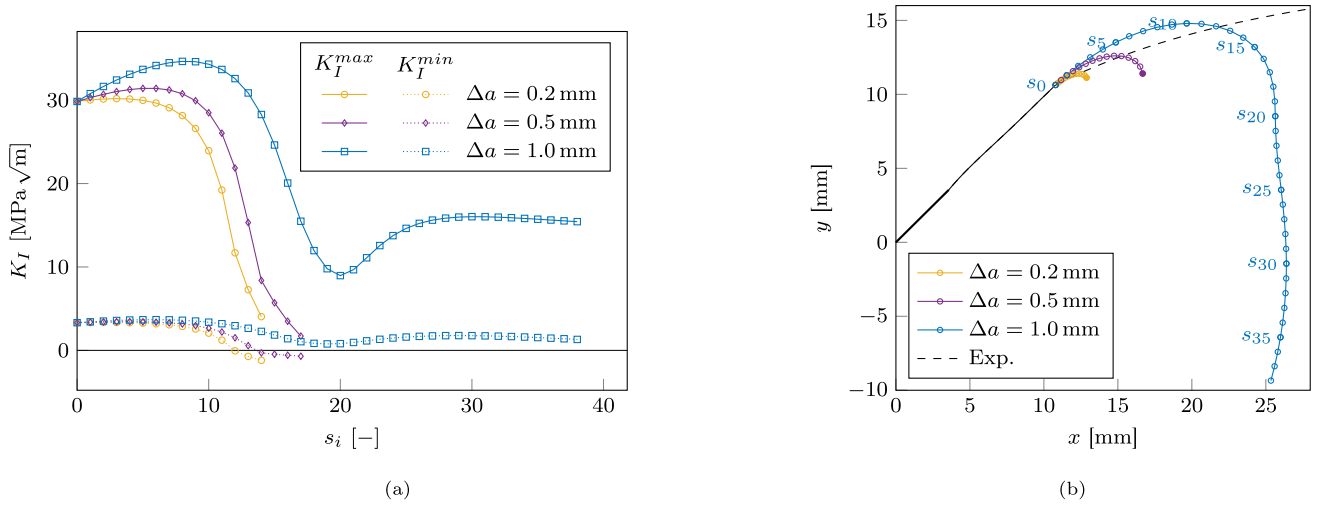 K_I^{max} K_I^{min}
Δa = 0.2 mm
Δa = 0.5 mm
Δa = 1.0 mm
30
20
10
0
K_I [MPa√m]
0 10 20 30 40
s_i [−]
(a)
15
10
5
0
−5
−10
y [mm]
s_0
s_5
s_10
s_15
s_20
s_25
s_30
s_35
Δa = 0.2 mm
Δa = 0.5 mm
Δa = 1.0 mm
Exp.
0 5 10 15 20 25
x [mm]
(b)